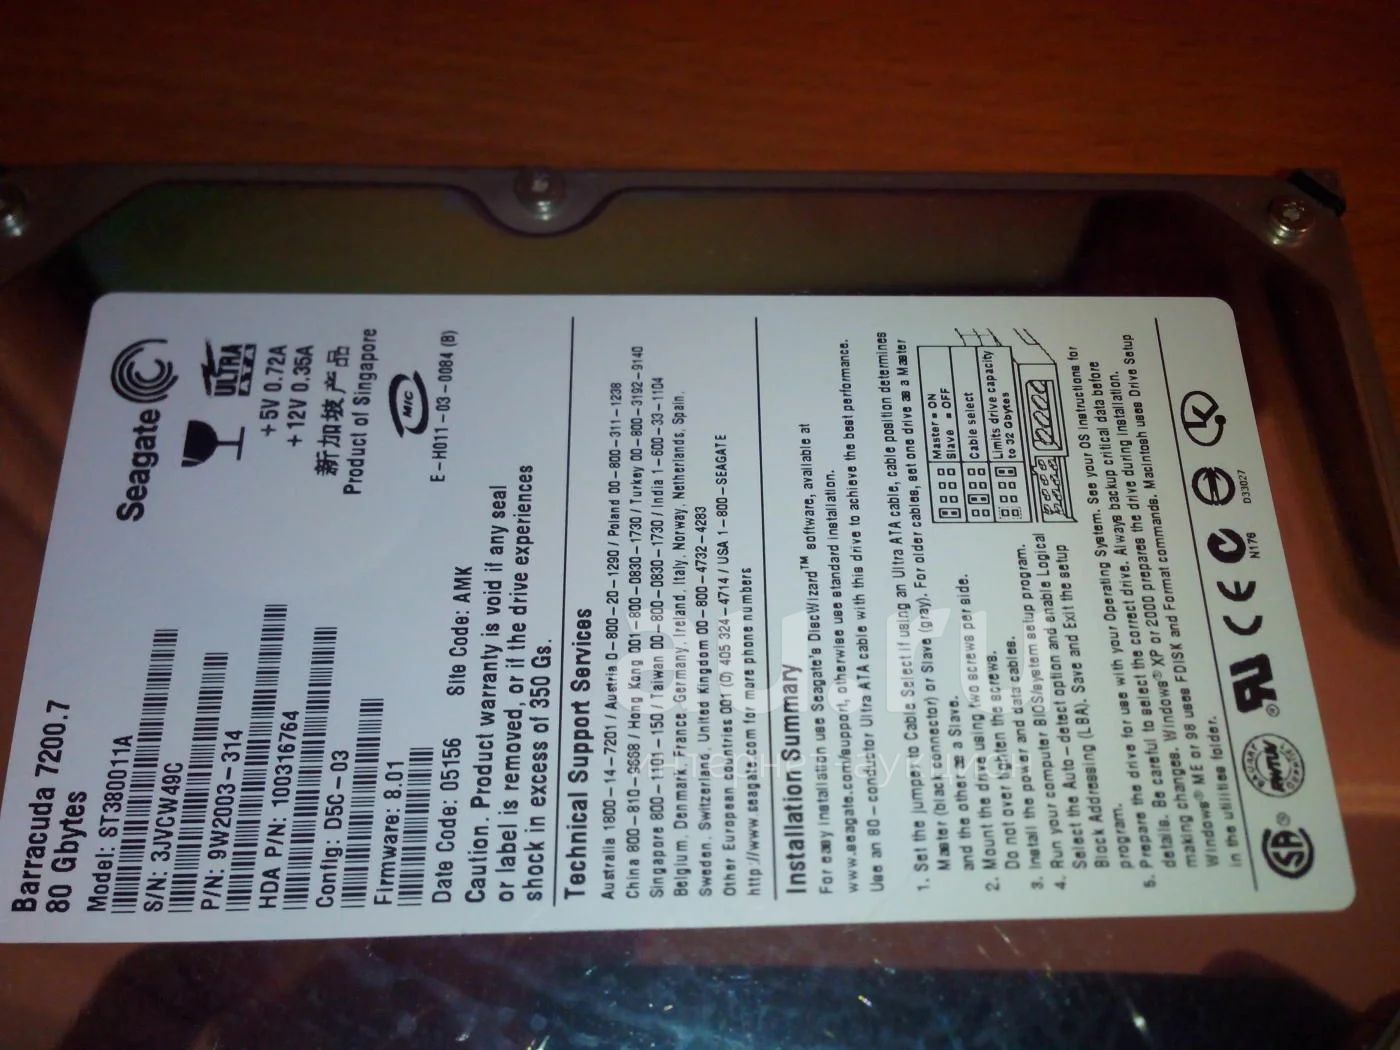 Barracuda 7200.7
80 Gbytes
Model: ST380011A
S/N: 3JVCW49C
P/N: 9W2003-314
HDA P/N: 100316764
Config: D5C-03
Firmware: 8.01
Date Code: 05156 Site Code: AMK
Seagate
ULTRA
ATA
+5V 0.72A
+12V 0.35A
新加坡产品
Product of Singapore
MIC
E-H011-03-0084 (B)
Caution. Product warranty is void if any seal
or label is removed, or if the drive experiences
shock in excess of 350 Gs.
Technical Support Services
Australia 1800-14-7201 / Austria 0-800-20-1290 / Poland 00-800-311-1238
China 800-810-9668 / Hong Kong 001-800-0830-1730 / Turkey 00-800-3192-9140
Singapore 800-1101-150 / Taiwan 00-800-0830-1730 / India 1-600-33-1104
Belgium, Denmark, France, Germany, Ireland, Italy, Norway, Netherlands, Spain,
Sweden, Switzerland, United Kingdom 00-800-4732-4283
Other European countries 001 (0) 405 324-4714 / USA 1-800-SEAGATE
http://www.seagate.com for more phone numbers
Installation Summary
For easy installation use Seagate's DiscWizard™ software, available at
www.seagate.com/support, otherwise use standard installation.
Use an 80-conductor Ultra ATA cable with this drive to achieve the best performance.
1. Set the jumper to Cable Select if using an Ultra ATA cable, cable position determines
Master (black connector) or Slave (gray). For older cables, set one drive as a Master
and the other as a Slave.
2. Mount the drive using two screws per side.
Do not over tighten the screws.
3. Install the power and data cables.
4. Run your computer BIOS/system setup program.
Select the Auto-detect option and enable Logical
Block Addressing (LBA). Save and Exit the setup
program.
5. Prepare the drive for use with your Operating System. See your OS instructions for
details. Be careful to select the correct drive. Always backup critical data before
making changes. Windows® XP or 2000 prepares the drive during installation.
Windows® ME or 98 uses FDISK and Format commands. Macintosh uses Drive Setup
in the utilities folder.
Master = ON
Slave = OFF
Cable select
Limits drive capacity
to 32 Gbytes
N176
D33027
au.ru
интернет-аукцион